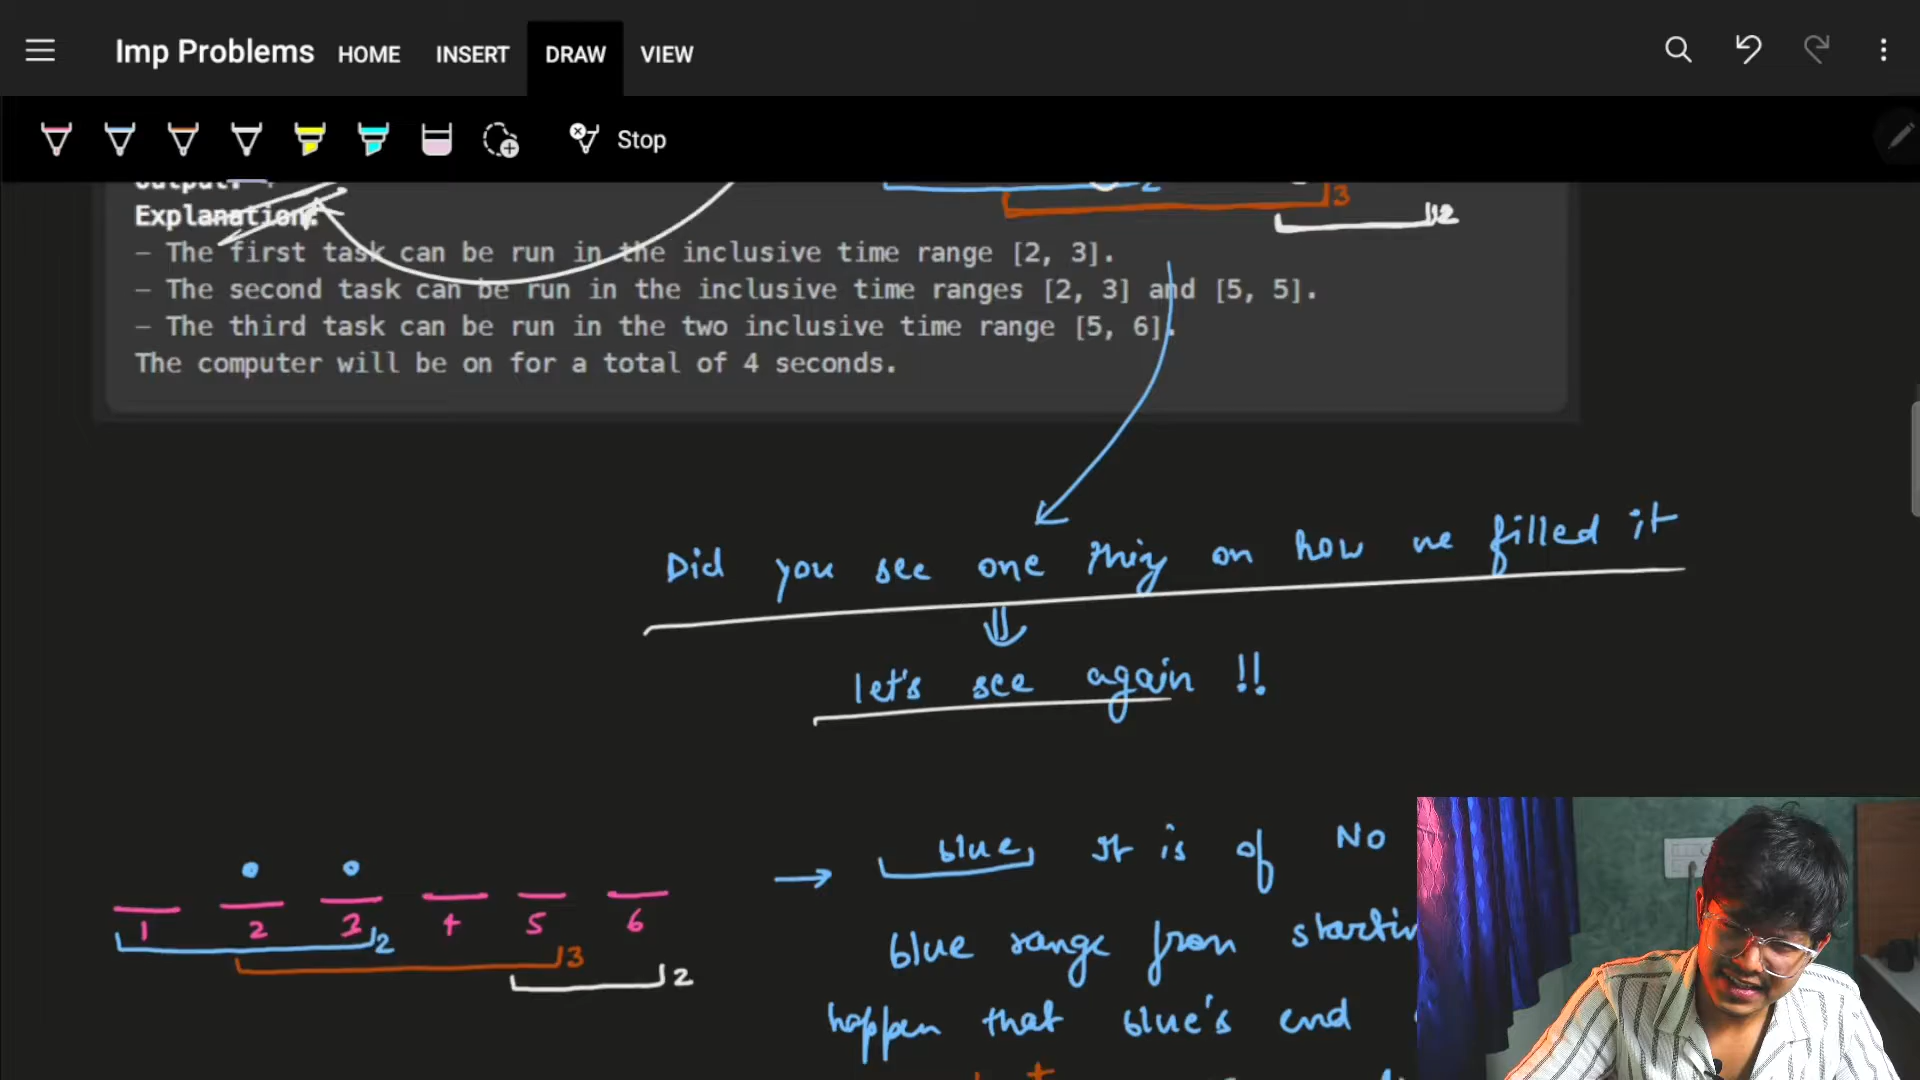 Imp Problems HOME INSERT DRAW VIEW
Stop
Output: 4
Explanation:
3
2
– The first task can be run in the inclusive time range [2, 3].
– The second task can be run in the inclusive time ranges [2, 3] and [5, 5].
– The third task can be run in the two inclusive time range [5, 6].
The computer will be on for a total of 4 seconds.
Did you see one thing on how we filled it
let's see again !!
→ blue, It is of NO
1 2 3 4 5 6
2 3 2
blue range from startin
happen that blue's end